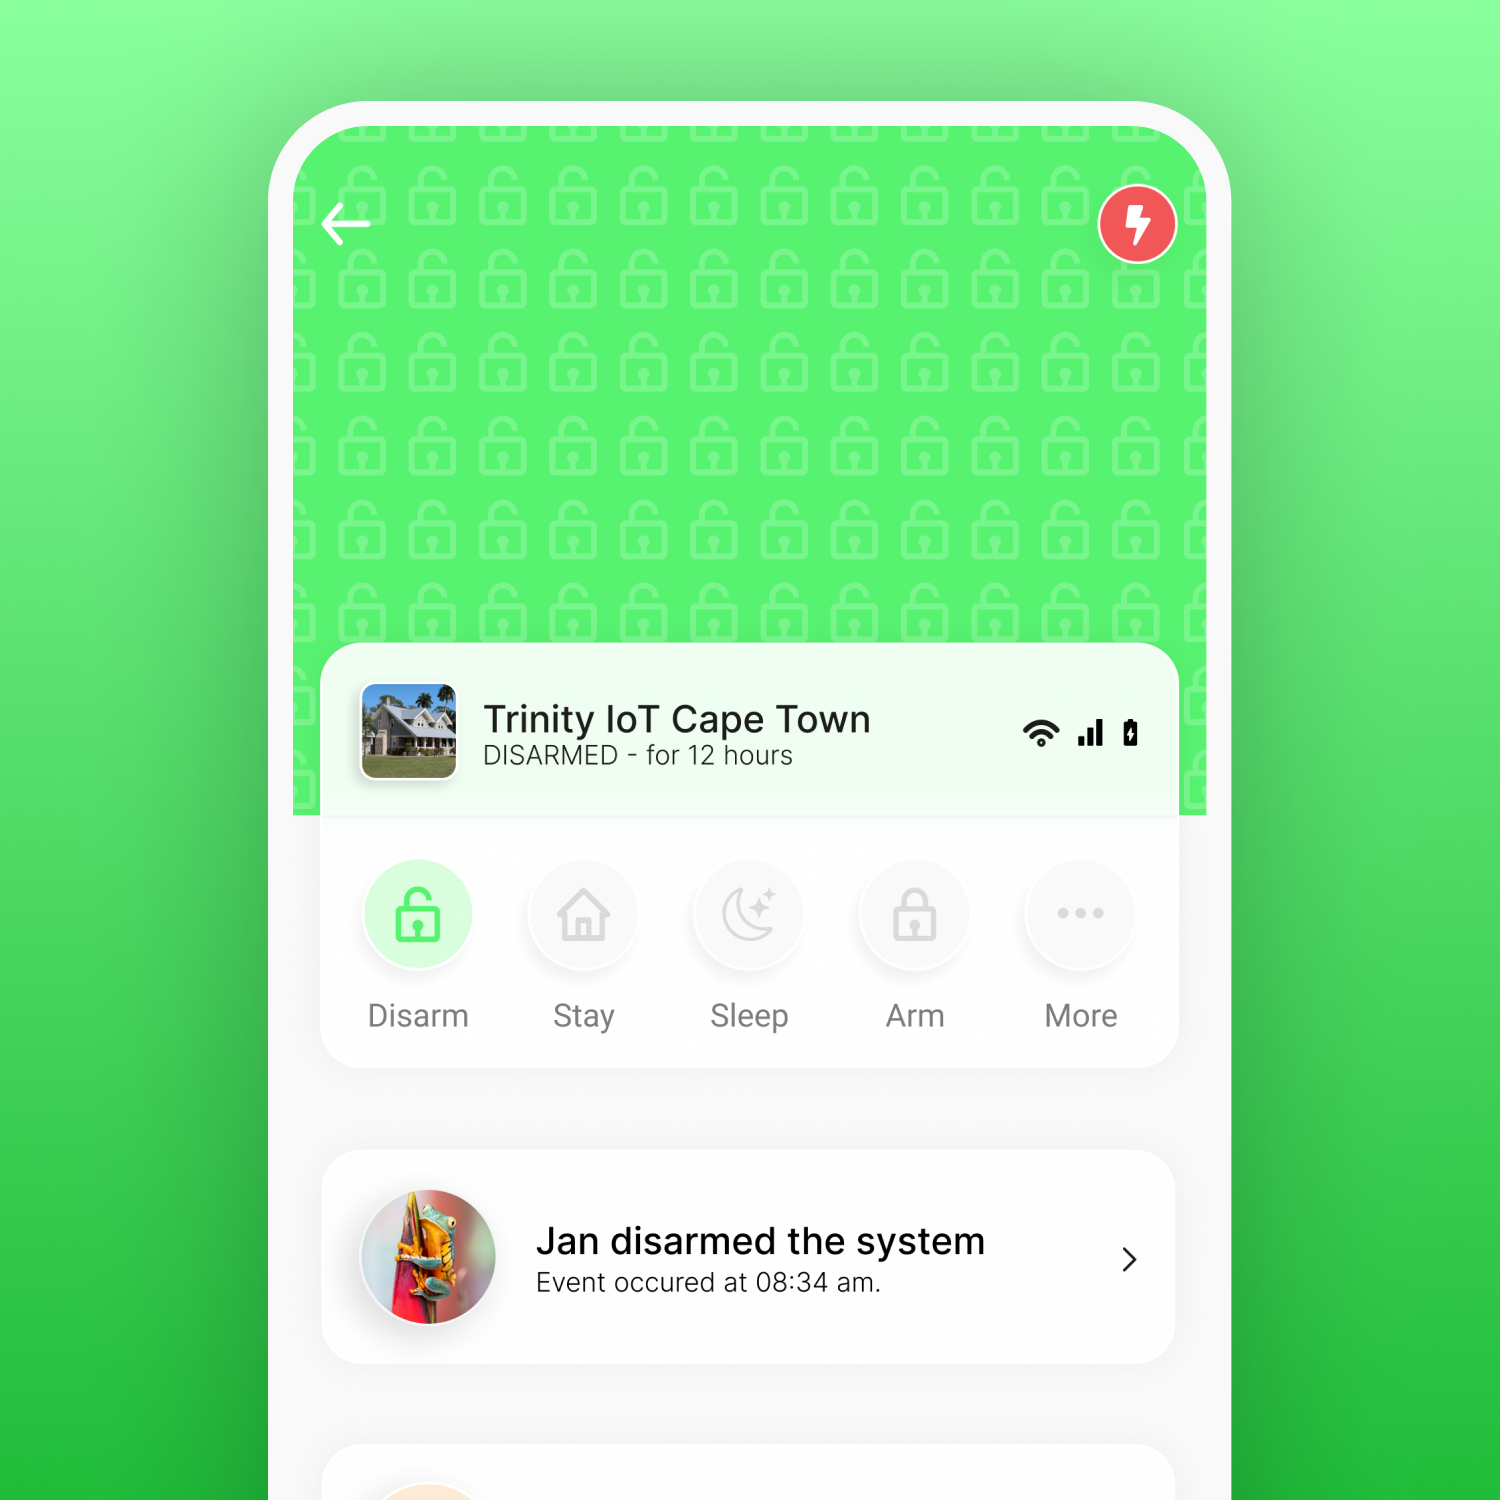 Trinity IoT Cape Town
DISARMED - for 12 hours
Disarm
Stay
Sleep
Arm
More
Jan disarmed the system
Event occured at 08:34 am.